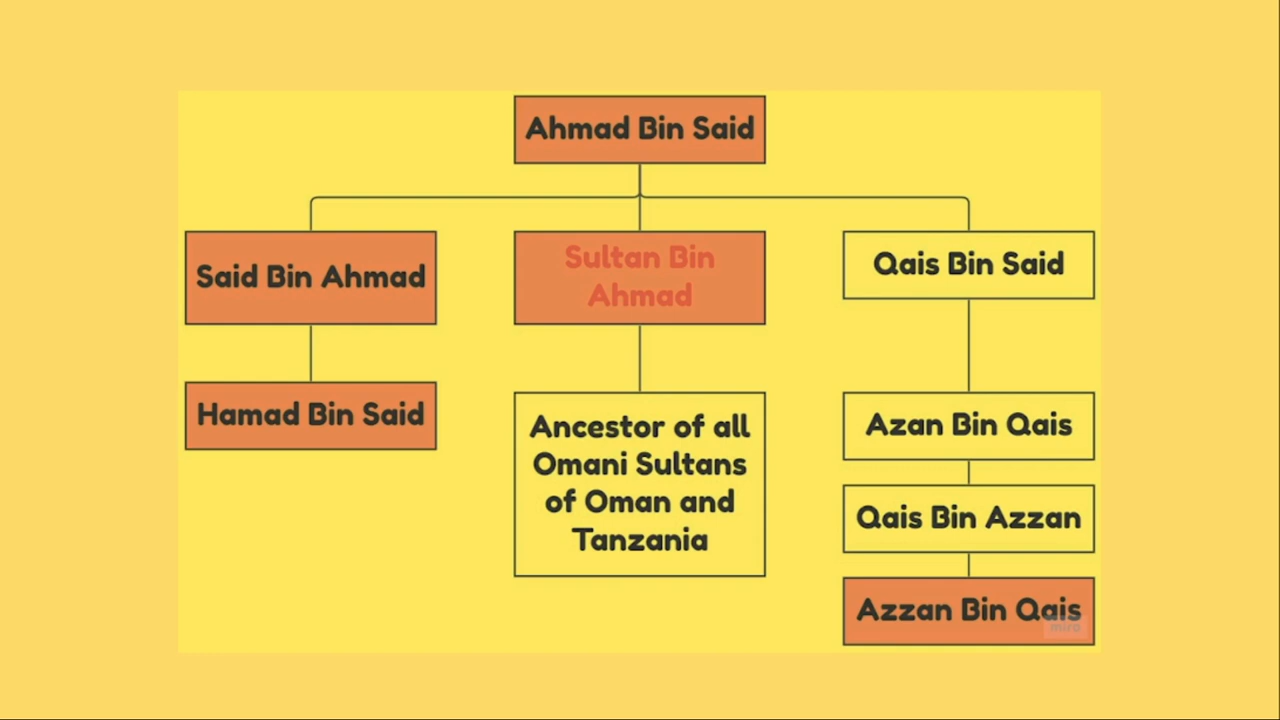 Ahmad Bin Said
Said Bin Ahmad
Sultan Bin
Ahmad
Qais Bin Said
Hamad Bin Said
Ancestor of all
Omani Sultans
of Oman and
Tanzania
Azan Bin Qais
Qais Bin Azzan
Azzan Bin Qais
miro